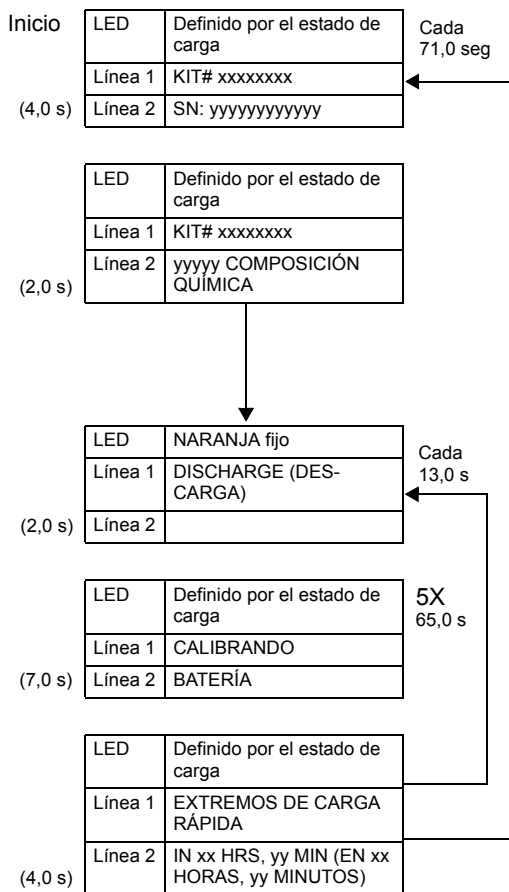 Inicio
LED Definido por el estado de
carga
Cada
71,0 seg
Línea 1 KIT# xxxxxxxx
(4,0 s) Línea 2 SN: yyyyyyyyyyyy
LED Definido por el estado de
carga
Línea 1 KIT# xxxxxxxx
Línea 2 yyyyy COMPOSICIÓN
QUÍMICA
(2,0 s)
LED NARANJA fijo
Cada
13,0 s
Línea 1 DISCHARGE (DES-
CARGA)
(2,0 s) Línea 2
LED Definido por el estado de
carga
5X
65,0 s
Línea 1 CALIBRANDO
(7,0 s) Línea 2 BATERÍA
LED Definido por el estado de
carga
Línea 1 EXTREMOS DE CARGA
RÁPIDA
Línea 2 IN xx HRS, yy MIN (EN xx
HORAS, yy MINUTOS)
(4,0 s)